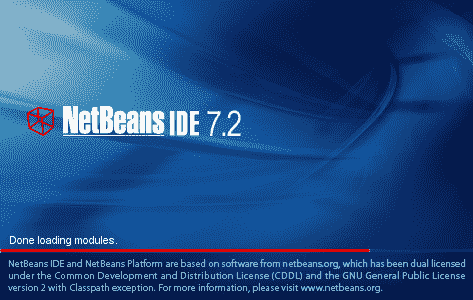 NetBeans IDE 7.2
Done loading modules.
NetBeans IDE and NetBeans Platform are based on software from netbeans.org, which has been dual licensed
under the Common Development and Distribution License (CDDL) and the GNU General Public License
version 2 with Classpath exception. For more information, please visit www.netbeans.org.